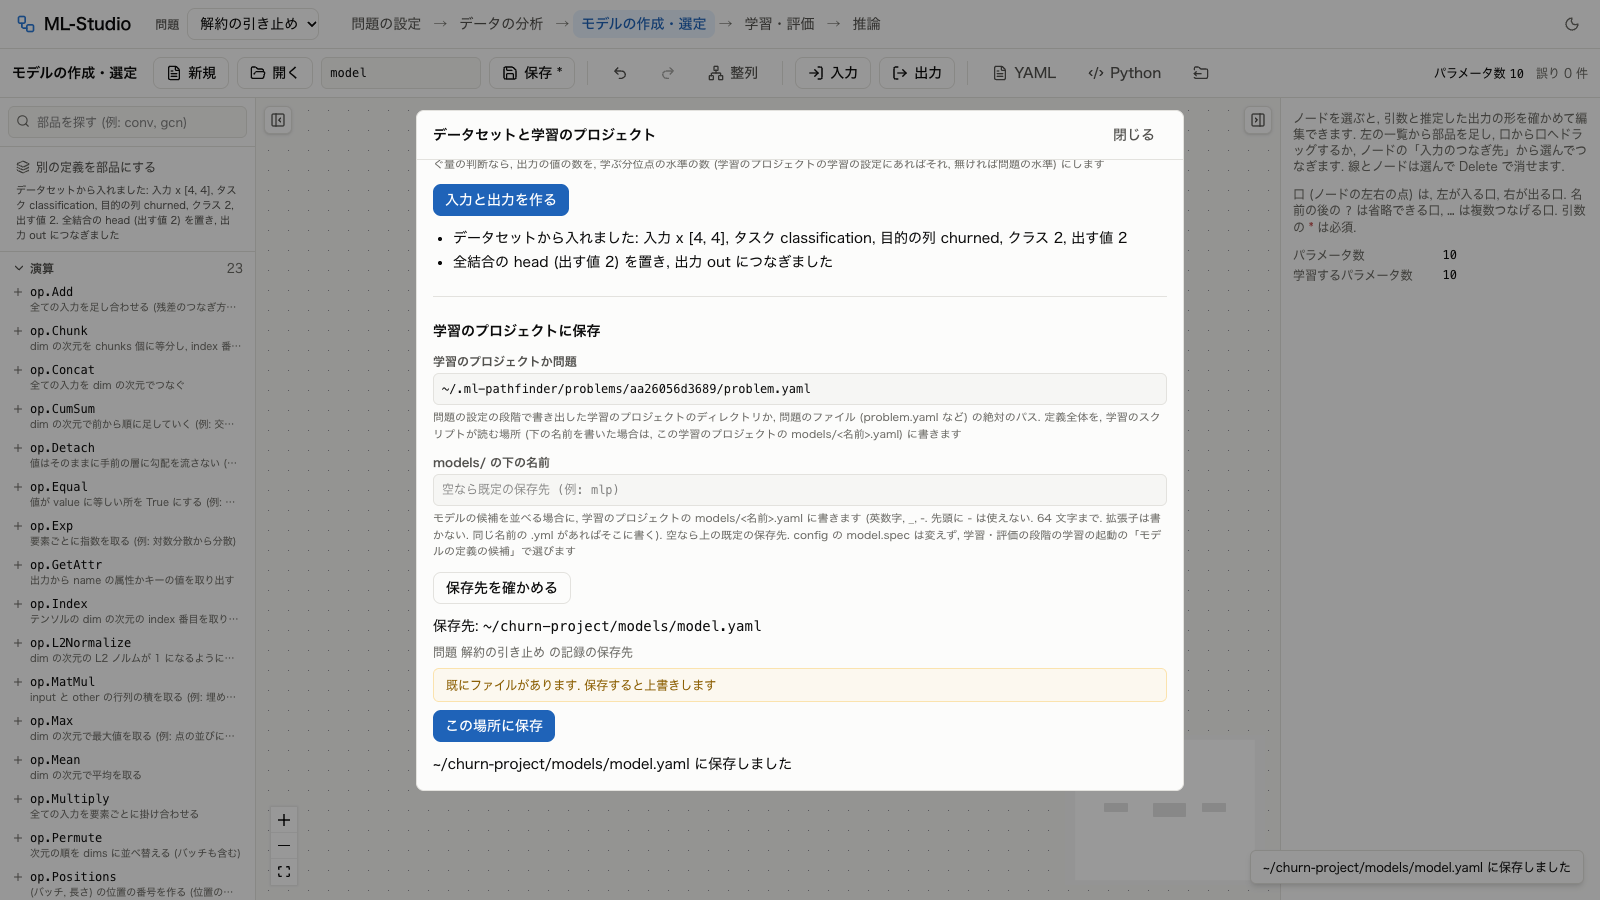 ML-Studio
問題
解約の引き止め
問題の設定 → データの分析 → モデルの作成・選定 → 学習・評価 → 推論
モデルの作成・選定
新規
開く
model
保存 *
整列
入力
出力
YAML
Python
パラメータ数 10
誤り 0 件
部品を探す (例: conv, gcn)
別の定義を部品にする
データセットから入れました: 入力 x [4, 4], タス
ク classification, 目的の列 churned, クラス 2,
出す値 2. 全結合の head (出す値 2) を置き, 出
力 out につなぎました
演算 23
op.Add
全ての入力を足し合わせる (残差のつなぎ方…
op.Chunk
dim の次元を chunks 個に等分し, index 番…
op.Concat
全ての入力を dim の次元でつなぐ
op.CumSum
dim の次元で前から順に足していく (例: 交…
op.Detach
値はそのままに手前の層に勾配を流さない (…
op.Equal
値が value に等しい所を True にする (例: …
op.Exp
要素ごとに指数を取る (例: 対数分散から分散)
op.GetAttr
出力から name の属性かキーの値を取り出す
op.Index
テンソルの dim の次元の index 番目を取り…
op.L2Normalize
dim の次元の L2 ノルムが 1 になるように…
op.MatMul
input と other の行列の積を取る (例: 埋め…
op.Max
dim の次元で最大値を取る (例: 点の並びに…
op.Mean
dim の次元で平均を取る
op.Multiply
全ての入力を要素ごとに掛け合わせる
op.Permute
次元の順を dims に並べ替える (バッチも含む)
op.Positions
(バッチ, 長さ) の位置の番号を作る (位置の…
データセットと学習のプロジェクト
閉じる
ぐ量の判断なら, 出力の値の数を, 学ぶ分位点の水準の数 (学習のプロジェクトの学習の設定にあればそれ, 無ければ問題の水準) にします
入力と出力を作る
• データセットから入れました: 入力 x [4, 4], タスク classification, 目的の列 churned, クラス 2, 出す値 2
• 全結合の head (出す値 2) を置き, 出力 out につなぎました
学習のプロジェクトに保存
学習のプロジェクトか問題
~/.ml-pathfinder/problems/aa26056d3689/problem.yaml
問題の設定の段階で書き出した学習のプロジェクトのディレクトリか, 問題のファイル (problem.yaml など) の絶対のパス. 定義全体を, 学習のスク
リプトが読む場所 (下の名前を書いた場合は, この学習のプロジェクトの models/<名前>.yaml) に書きます
models/ の下の名前
空なら既定の保存先 (例: mlp)
モデルの候補を並べる場合に, 学習のプロジェクトの models/<名前>.yaml に書きます (英数字, _, -. 先頭に - は使えない. 64 文字まで. 拡張子は書
かない. 同じ名前の .yml があればそこに書く). 空なら上の既定の保存先. config の model.spec は変えず, 学習・評価の段階の学習の起動の「モデ
ルの定義の候補」で選びます
保存先を確かめる
保存先: ~/churn-project/models/model.yaml
問題 解約の引き止め の記録の保存先
既にファイルがあります. 保存すると上書きします
この場所に保存
~/churn-project/models/model.yaml に保存しました
ノードを選ぶと, 引数と推定した出力の形を確かめて編
集できます. 左の一覧から部品を足し, 口から口へドラ
ッグするか, ノードの「入力のつなぎ先」から選んでつ
なぎます. 線とノードは選んで Delete で消せます.
口 (ノードの左右の点) は, 左が入る口, 右が出る口. 名
前の後の ? は省略できる口, … は複数つなげる口. 引数
の * は必須.
パラメータ数 10
学習するパラメータ数 10
~/churn-project/models/model.yaml に保存しました